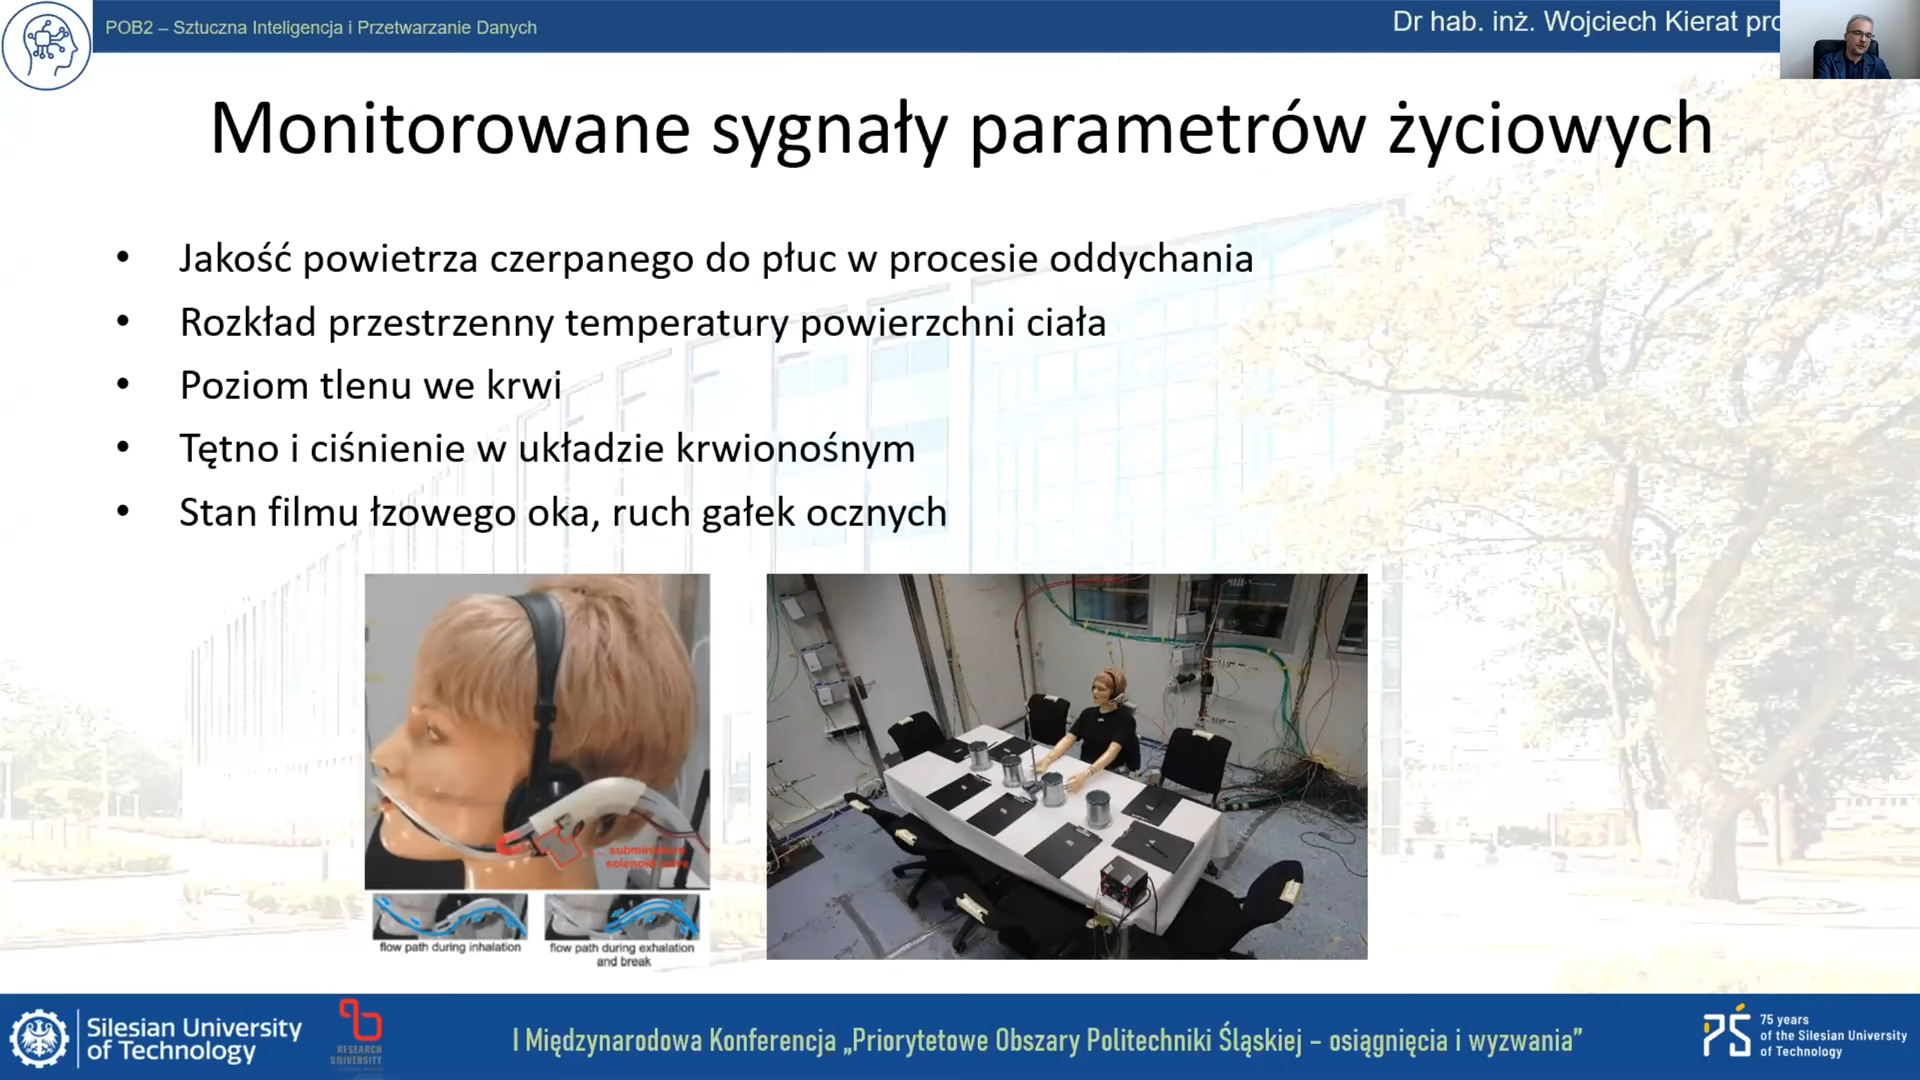 POB2 – Sztuczna Inteligencja i Przetwarzanie Danych
Dr hab. inż. Wojciech Kierat
Monitorowane sygnały parametrów życiowych
• Jakość powietrza czerpanego do płuc w procesie oddychania
• Rozkład przestrzenny temperatury powierzchni ciała
• Poziom tlenu we krwi
• Tętno i ciśnienie w układzie krwionośnym
• Stan filmu łzowego oka, ruch gałek ocznych
flow path during inhalation
flow path during exhalation
and break
Silesian University
of Technology
RESEARCH
UNIVERSITY
I Międzynarodowa Konferencja „Priorytetowe Obszary Politechniki Śląskiej – osiągnięcia i wyzwania”
PŚ
75 years
of the Silesian University
of Technology